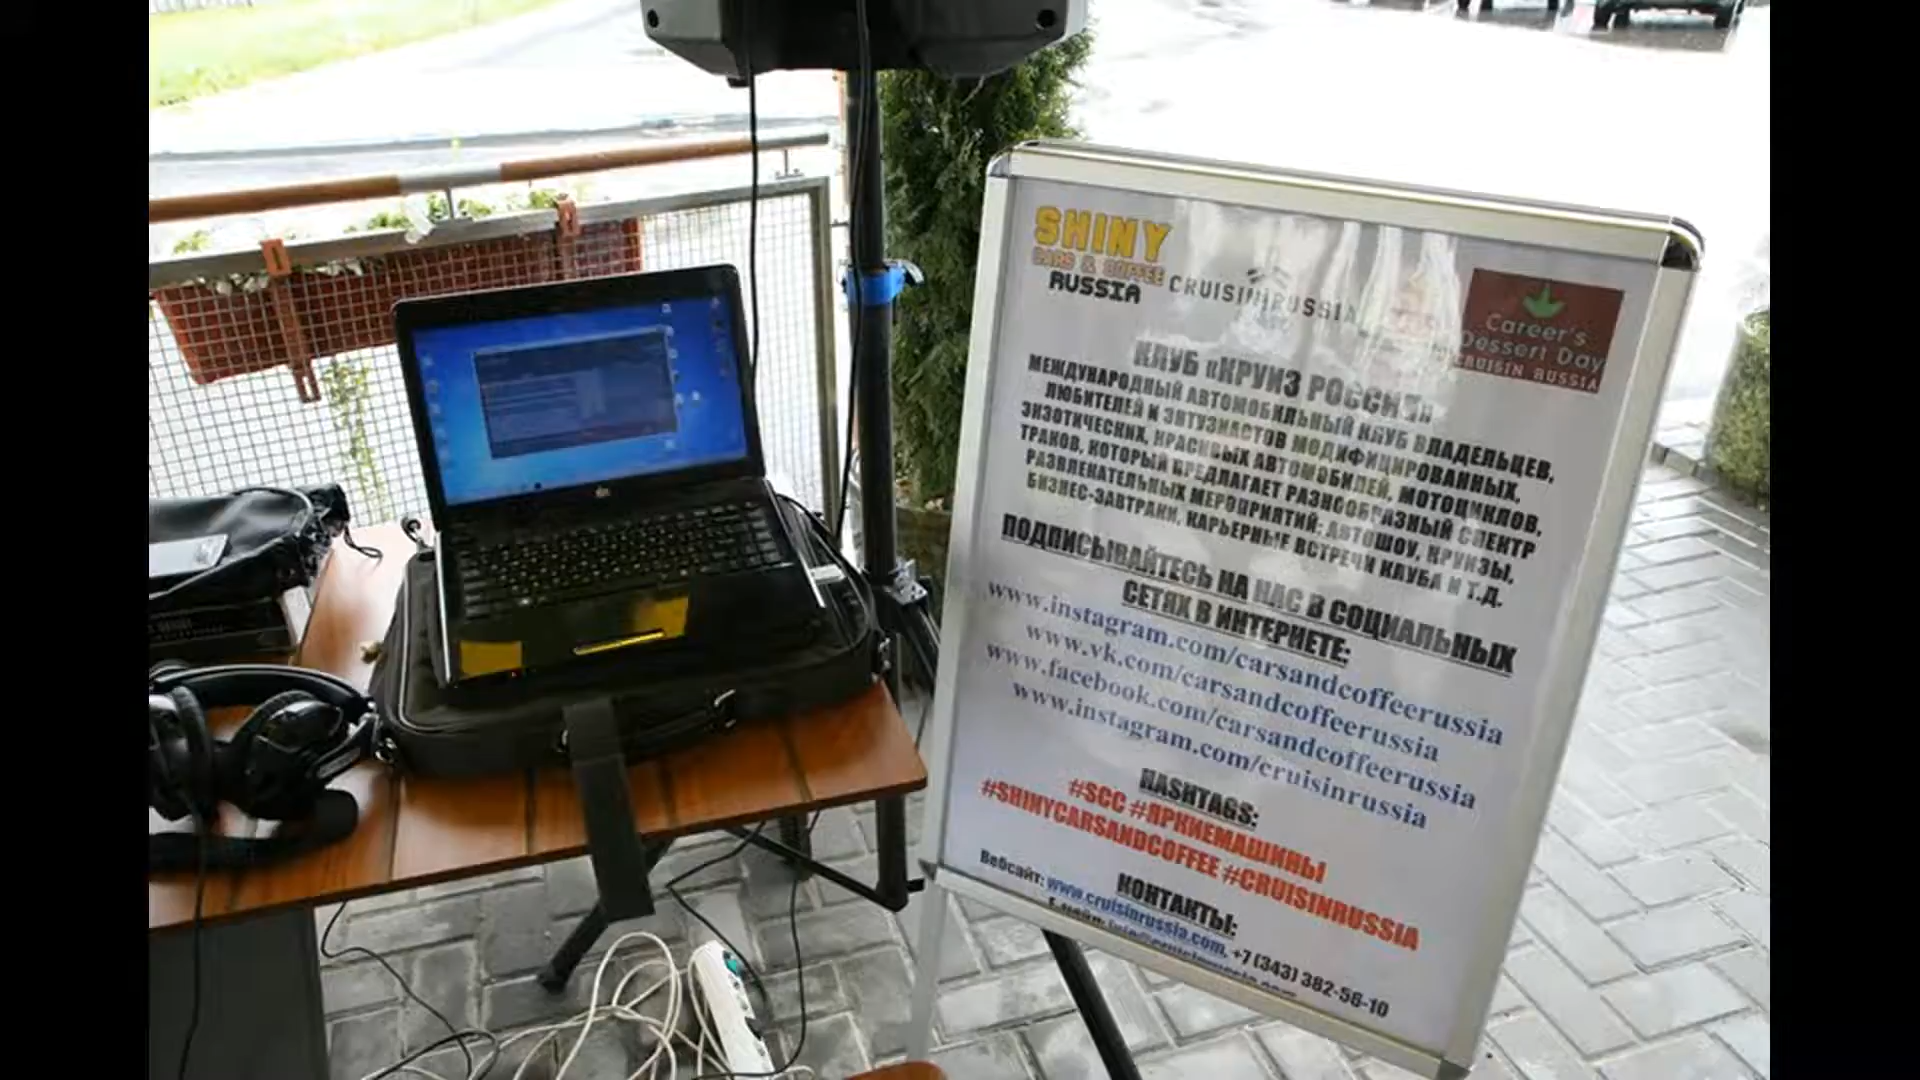 SHINY
CARS & COFFEE
RUSSIA
CRUISIN RUSSIA
Career's
Dessert Day
CRUISIN RUSSIA
КЛУБ «КРУИЗ РОССИЯ»
МЕЖДУНАРОДНЫЙ АВТОМОБИЛЬНЫЙ КЛУБ ВЛАДЕЛЬЦЕВ,
ЛЮБИТЕЛЕЙ И ЭНТУЗИАСТОВ МОДИФИЦИРОВАННЫХ,
ЭКЗОТИЧЕСКИХ, КРАСИВЫХ АВТОМОБИЛЕЙ, МОТОЦИКЛОВ,
ТРАКОВ, КОТОРЫЙ ПРЕДЛАГАЕТ РАЗНООБРАЗНЫЙ СПЕКТР
РАЗВЛЕКАТЕЛЬНЫХ МЕРОПРИЯТИЙ: АВТОШОУ, КРУИЗЫ,
БИЗНЕС-ЗАВТРАКИ, КАРЬЕРНЫЕ ВСТРЕЧИ КЛУБА И Т.Д.
ПОДПИСЫВАЙТЕСЬ НА НАС В СОЦИАЛЬНЫХ
СЕТЯХ В ИНТЕРНЕТЕ:
www.instagram.com/carsandcoffeerussia
www.vk.com/carsandcoffeerussia
www.facebook.com/carsandcoffeerussia
www.instagram.com/cruisinrussia
HASHTAGS:
#SCC #ЯРКИЕМАШИНЫ
#SHINYCARSANDCOFFEE #CRUISINRUSSIA
КОНТАКТЫ:
Вебсайт: www.cruisinrussia.com, +7 (343) 382-56-10